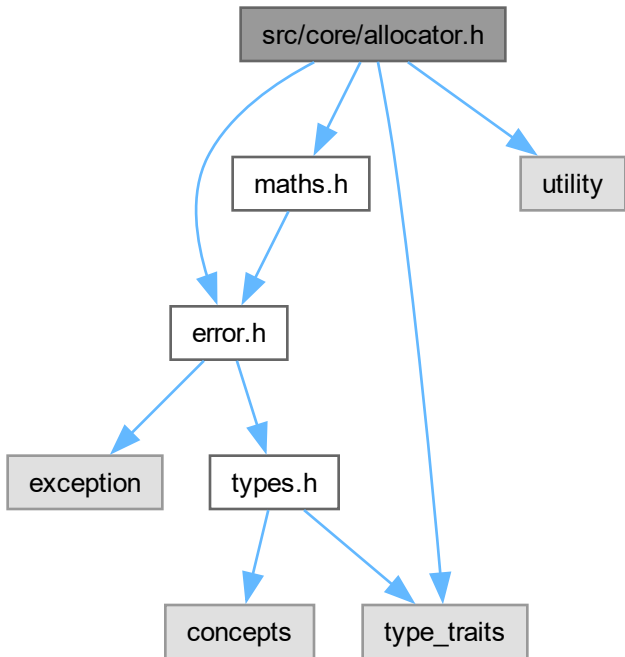 src/core/allocator.h
maths.h
utility
error.h
exception
types.h
concepts
type_traits